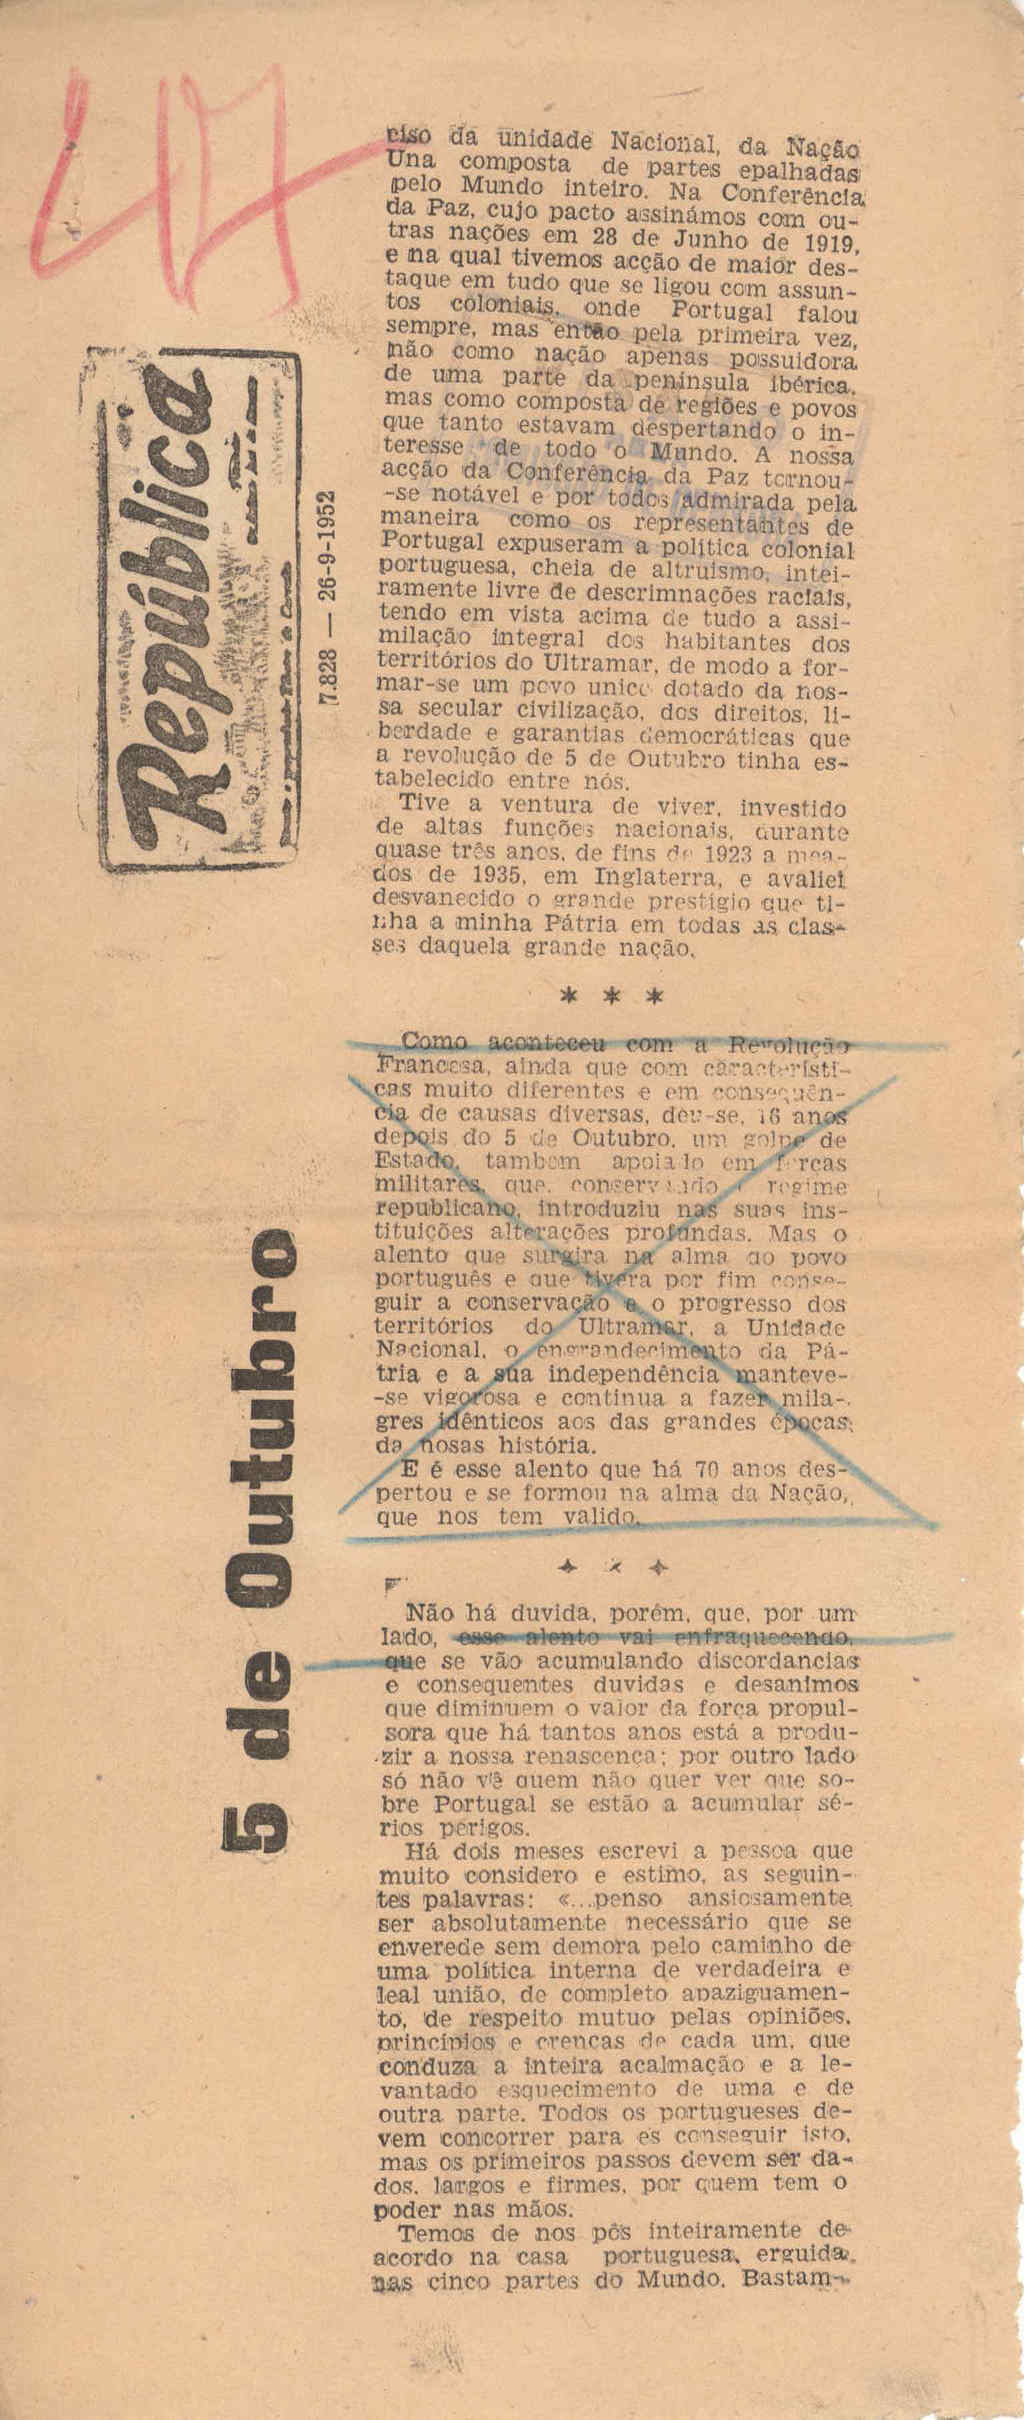 47
República
7.828 — 26-9-1952
5 de Outubro
ciso da unidade Nacional, da Nação
Una composta de partes epalhadas
pelo Mundo inteiro. Na Conferência
da Paz, cujo pacto assinámos com ou-
tras nações em 28 de Junho de 1919,
e na qual tivemos acção de maior des-
taque em tudo que se ligou com assun-
tos coloniais, onde Portugal falou
sempre, mas então pela primeira vez,
não como nação apenas possuidora
de uma parte da península ibérica,
mas como composta de regiões e povos
que tanto estavam despertando o in-
teresse de todo o Mundo. A nossa
acção da Conferência da Paz tornou-
-se notável e por todos admirada pela
maneira como os representantes de
Portugal expuseram a política colonial
portuguesa, cheia de altruismo, intei-
ramente livre de descrimnações raciais,
tendo em vista acima de tudo a assi-
milação integral dos habitantes dos
territórios do Ultramar, de modo a for-
mar-se um povo unico dotado da nos-
sa secular civilização, dos direitos, li-
berdade e garantias democráticas que
a revolução de 5 de Outubro tinha es-
tabelecido entre nós.
Tive a ventura de viver, investido
de altas funções nacionais, durante
quase três anos, de fins de 1923 a mea-
dos de 1935, em Inglaterra, e avaliei
desvanecido o grande prestígio que ti-
nha a minha Pátria em todas as clas-
ses daquela grande nação.
* * *
Como aconteceu com a Revolução
Francesa, ainda que com característi-
cas muito diferentes e em consequên-
cia de causas diversas, deu-se, 16 anos
depois do 5 de Outubro, um golpe de
Estado, tambem apoiado em forças
militares, que, conservando o regime
republicano, introduziu nas suas ins-
tituições alterações profundas. Mas o
alento que surgira na alma do povo
português e que tivera por fim conse-
guir a conservação e o progresso dos
territórios do Ultramar, a Unidade
Nacional, o engrandecimento da Pá-
tria e a sua independência manteve-
-se vigorosa e continua a fazer mila-
gres idênticos aos das grandes épocas
da nosas história.
E é esse alento que há 70 anos des-
pertou e se formou na alma da Nação,
que nos tem valido.
* * *
Não há duvida, porém, que, por um
lado, esse alento vai enfraquecendo,
que se vão acumulando discordancias
e consequentes duvidas e desanimos
que diminuem o valor da força propul-
sora que há tantos anos está a produ-
zir a nossa renascença; por outro lado
só não vê quem não quer ver que so-
bre Portugal se estão a acumular sé-
rios perigos.
Há dois meses escrevi a pessoa que
muito considero e estimo, as seguin-
tes palavras: «...penso ansiosamente
ser absolutamente necessário que se
enverede sem demora pelo caminho de
uma política interna de verdadeira e
leal união, de completo apaziguamen-
to, de respeito mutuo pelas opiniões,
princípios e crenças de cada um, que
conduza a inteira acalmação e a le-
vantado esquecimento de uma e de
outra parte. Todos os portugueses de-
vem concorrer para es conseguir isto,
mas os primeiros passos devem ser da-
dos, largos e firmes, por quem tem o
poder nas mãos.
Temos de nos pôs inteiramente de
acordo na casa portuguesa, erguida
nas cinco partes do Mundo. Bastam-